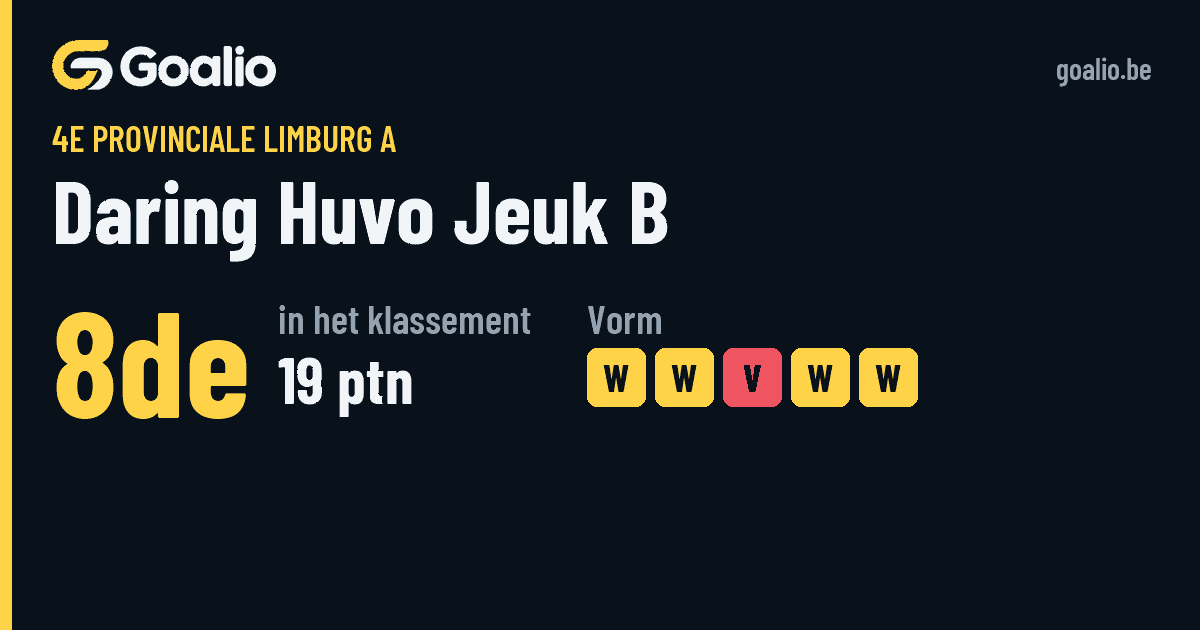 Goalio
goalio.be
4E PROVINCIALE LIMBURG A
Daring Huvo Jeuk B
8de
in het klassement
19 ptn
Vorm
W W V W W